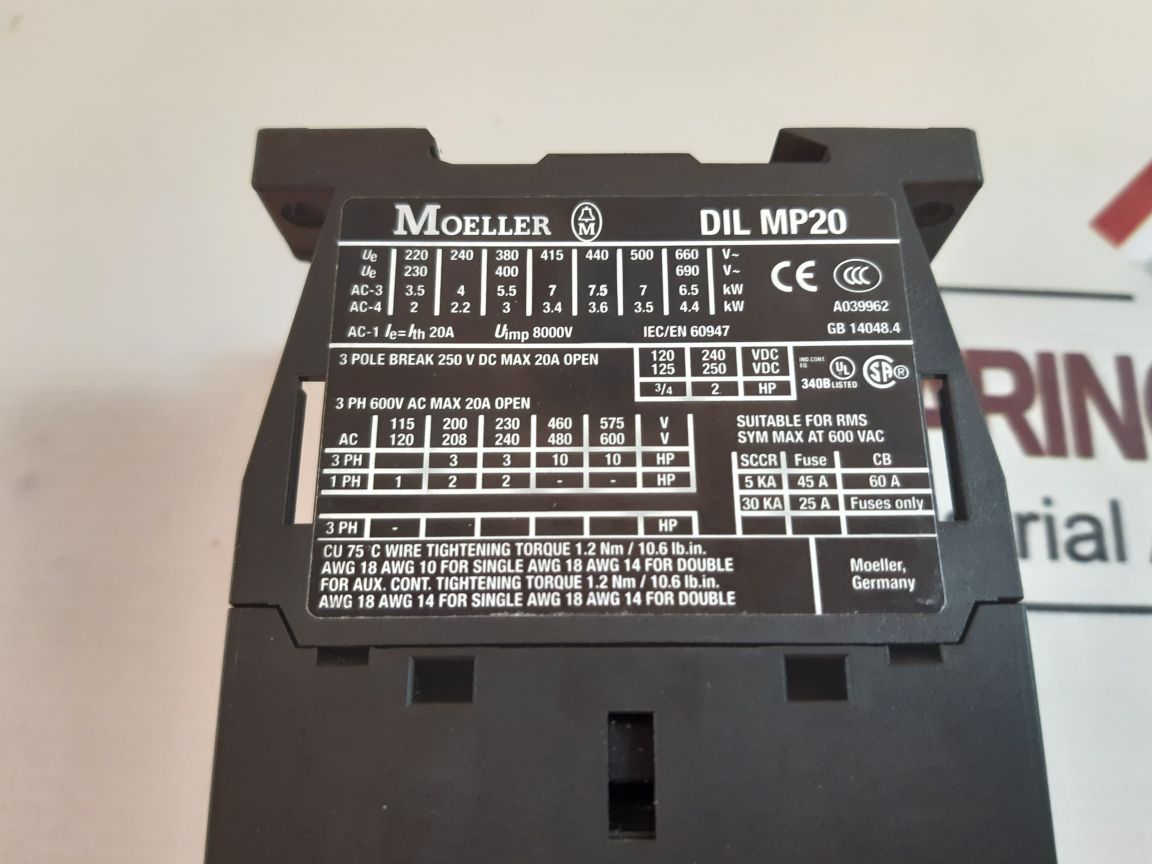 MOELLER M DIL MP20
Ue 220 240 380 415 440 500 660 V~
Ue 230 400 690 V~
AC-3 3.5 4 5.5 7 7.5 7 6.5 kW
AC-4 2 2.2 3 3.4 3.6 3.5 4.4 kW
AC-1 Ie=Ith 20A Uimp 8000V IEC/EN 60947
CE CCC
A039962
GB 14048.4
3 POLE BREAK 250 V DC MAX 20A OPEN
120 240 VDC
125 250 VDC
3/4 2 HP
IND.CONT.
EQ.
340B UL LISTED SA ®
3 PH 600V AC MAX 20A OPEN
115 200 230 460 575 V
AC 120 208 240 480 600 V
3 PH 3 3 10 10 HP
1 PH 1 2 2 - - HP
3 PH - HP
SUITABLE FOR RMS
SYM MAX AT 600 VAC
SCCR Fuse CB
5 KA 45 A 60 A
30 KA 25 A Fuses only
CU 75°C WIRE TIGHTENING TORQUE 1.2 Nm / 10.6 lb.in.
AWG 18 AWG 10 FOR SINGLE AWG 18 AWG 14 FOR DOUBLE
FOR AUX. CONT. TIGHTENING TORQUE 1.2 Nm / 10.6 lb.in.
AWG 18 AWG 14 FOR SINGLE AWG 18 AWG 14 FOR DOUBLE
Moeller,
Germany
PRING
rial